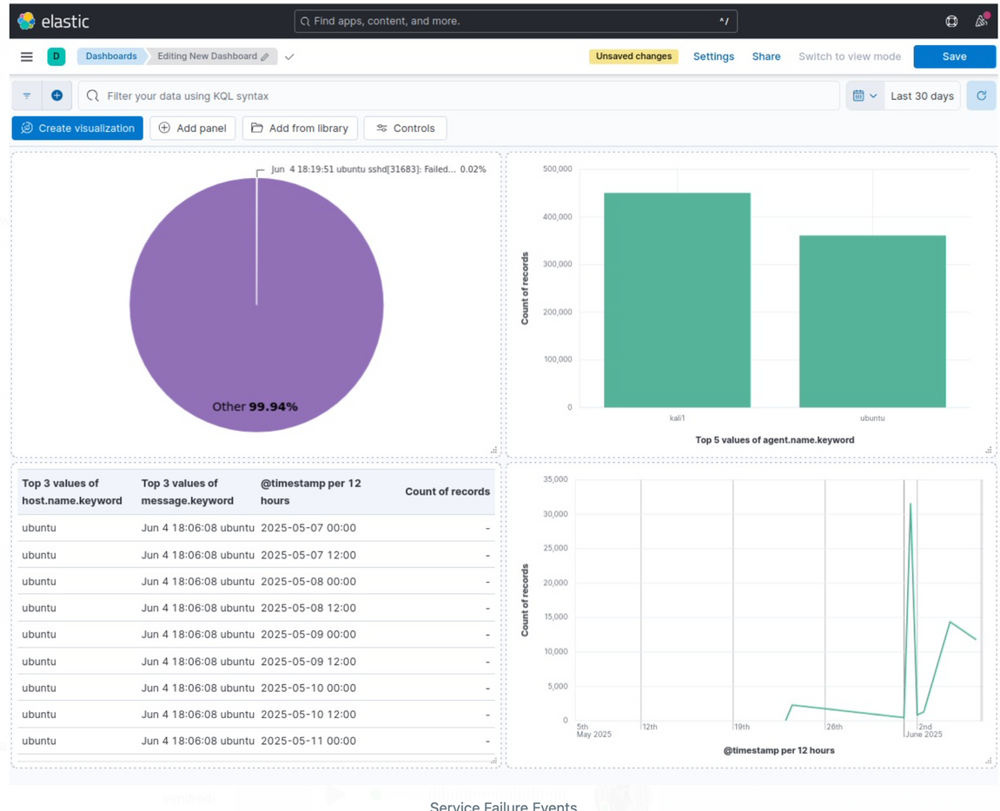 elastic
Find apps, content, and more.
^/
D
Dashboards
Editing New Dashboard
Unsaved changes
Settings
Share
Switch to view mode
Save
Filter your data using KQL syntax
Last 30 days
Create visualization
Add panel
Add from library
Controls
Jun 4 18:19:51 ubuntu sshd[31683]: Failed... 0.02%
Other 99.94%
500,000
400,000
300,000
200,000
100,000
0
Count of records
kali1
ubuntu
Top 5 values of agent.name.keyword
Top 3 values of host.name.keyword
Top 3 values of message.keyword
@timestamp per 12 hours
Count of records
ubuntu Jun 4 18:06:08 ubuntu 2025-05-07 00:00 -
ubuntu Jun 4 18:06:08 ubuntu 2025-05-07 12:00 -
ubuntu Jun 4 18:06:08 ubuntu 2025-05-08 00:00 -
ubuntu Jun 4 18:06:08 ubuntu 2025-05-08 12:00 -
ubuntu Jun 4 18:06:08 ubuntu 2025-05-09 00:00 -
ubuntu Jun 4 18:06:08 ubuntu 2025-05-09 12:00 -
ubuntu Jun 4 18:06:08 ubuntu 2025-05-10 00:00 -
ubuntu Jun 4 18:06:08 ubuntu 2025-05-10 12:00 -
ubuntu Jun 4 18:06:08 ubuntu 2025-05-11 00:00 -
35,000
30,000
25,000
20,000
15,000
10,000
5,000
0
Count of records
5th
May 2025
12th
19th
26th
2nd
June 2025
@timestamp per 12 hours
vendredi
Service Failure Events